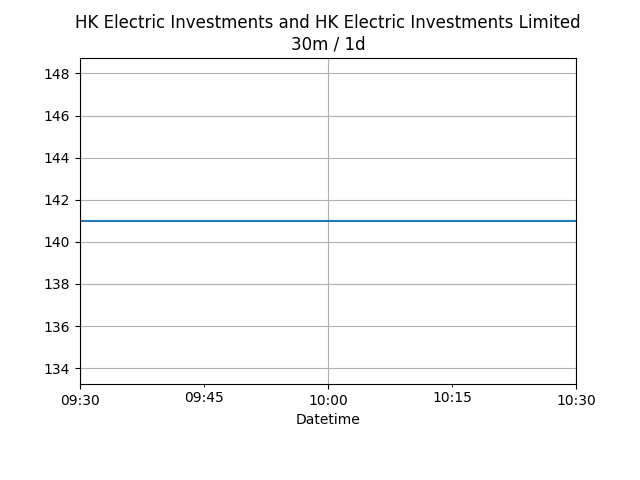 HK Electric Investments and HK Electric Investments Limited
30m / 1d
148
146
144
142
140
138
136
134
09:30 09:45 10:00 10:15 10:30
Datetime